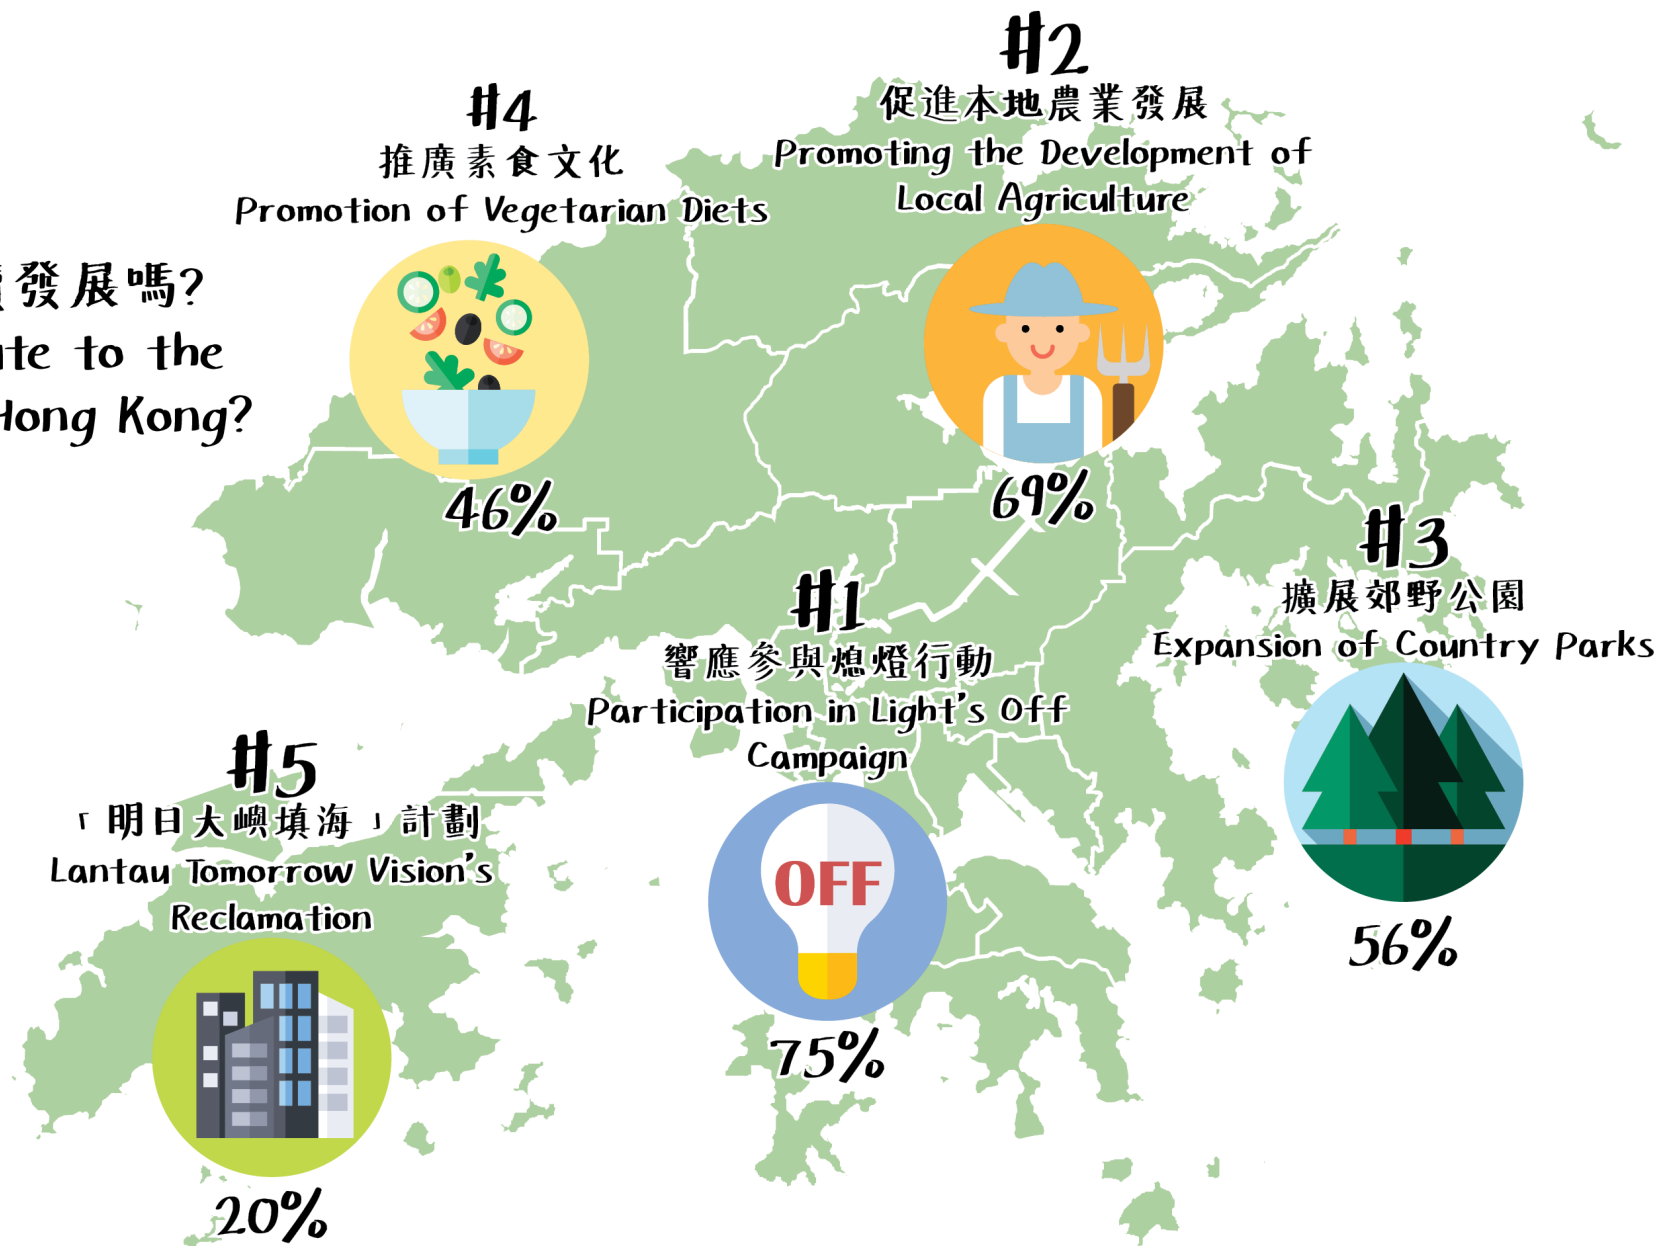 #2
促進本地農業發展
Promoting the Development of
Local Agriculture
69%
#4
推廣素食文化
Promotion of Vegetarian Diets
46%
發展嗎?
to the
Hong Kong?
#3
擴展郊野公園
Expansion of Country Parks
56%
#1
響應參與熄燈行動
Participation in Light's Off
Campaign
OFF
75%
#5
「明日大嶼填海」計劃
Lantau Tomorrow Vision's
Reclamation
20%